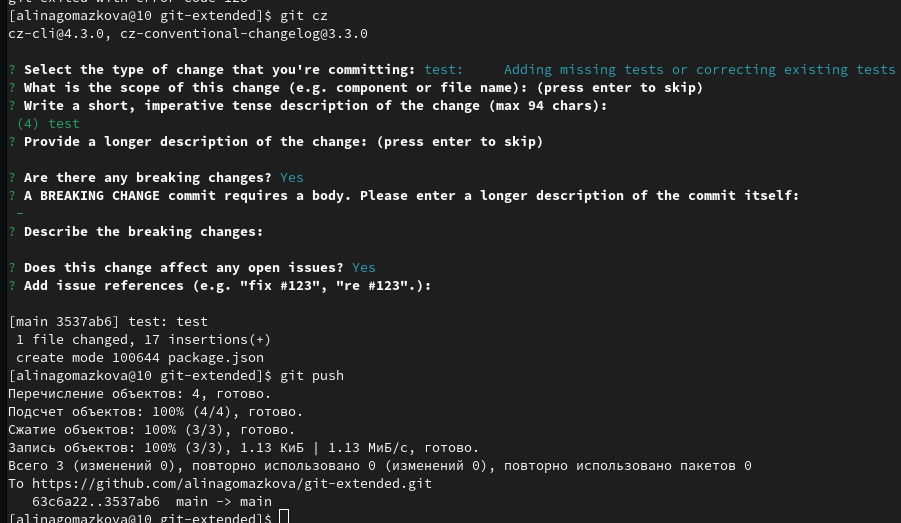 git exited with error code 128
[alinagomazkova@10 git-extended]$ git cz
cz-cli@4.3.0, cz-conventional-changelog@3.3.0
? Select the type of change that you're committing: test:     Adding missing tests or correcting existing tests
? What is the scope of this change (e.g. component or file name): (press enter to skip)
? Write a short, imperative tense description of the change (max 94 chars):
(4) test
? Provide a longer description of the change: (press enter to skip)
? Are there any breaking changes? Yes
? A BREAKING CHANGE commit requires a body. Please enter a longer description of the commit itself:
-
? Describe the breaking changes:
? Does this change affect any open issues? Yes
? Add issue references (e.g. "fix #123", "re #123".):
[main 3537ab6] test: test
1 file changed, 17 insertions(+)
create mode 100644 package.json
[alinagomazkova@10 git-extended]$ git push
Перечисление объектов: 4, готово.
Подсчет объектов: 100% (4/4), готово.
Сжатие объектов: 100% (3/3), готово.
Запись объектов: 100% (3/3), 1.13 КиБ | 1.13 МиБ/с, готово.
Всего 3 (изменений 0), повторно использовано 0 (изменений 0), повторно использовано пакетов 0
To https://github.com/alinagomazkova/git-extended.git
63c6a22..3537ab6  main -> main
[alinagomazkova@10 git-extended]$